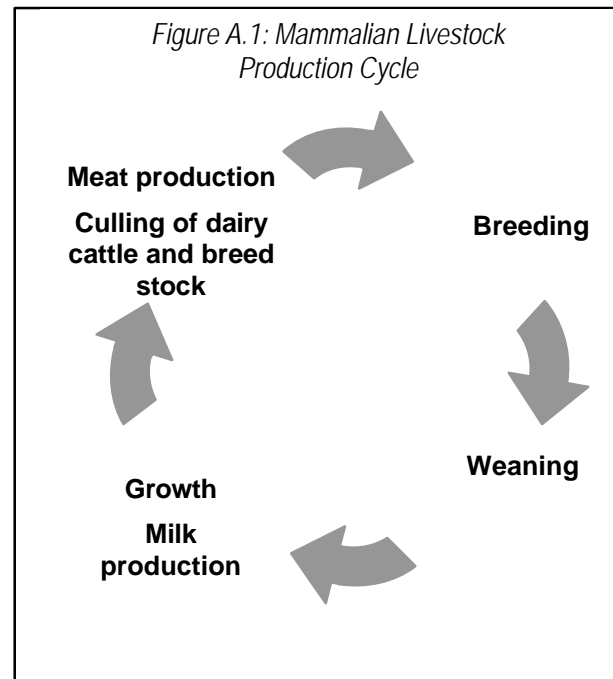 Figure A.1: Mammalian Livestock
Production Cycle
Meat production
Culling of dairy
cattle and breed
stock
Breeding
Weaning
Growth
Milk
production